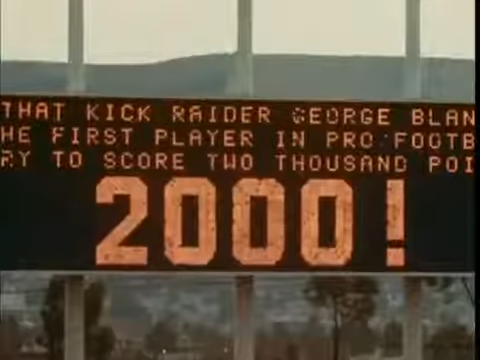 THAT KICK RAIDER GEORGE BLAN
HE FIRST PLAYER IN PRO FOOTB
RY TO SCORE TWO THOUSAND POI
2000!